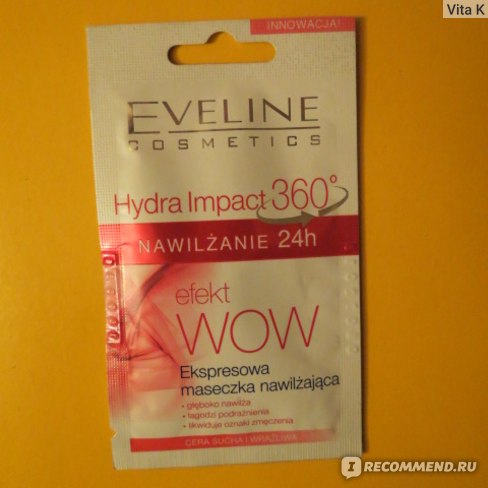 Vita K
INNOWACJA!
EVELINE
COSMETICS
Hydra Impact 360°
NAWILŻANIE 24h
efekt
WOW
Ekspresowa
maseczka nawilżająca
• głęboko nawilża
• łagodzi podrażnienia
• likwiduje oznaki zmęczenia
CERA SUCHA I WRAŻLIWA
IRECOMMEND.RU